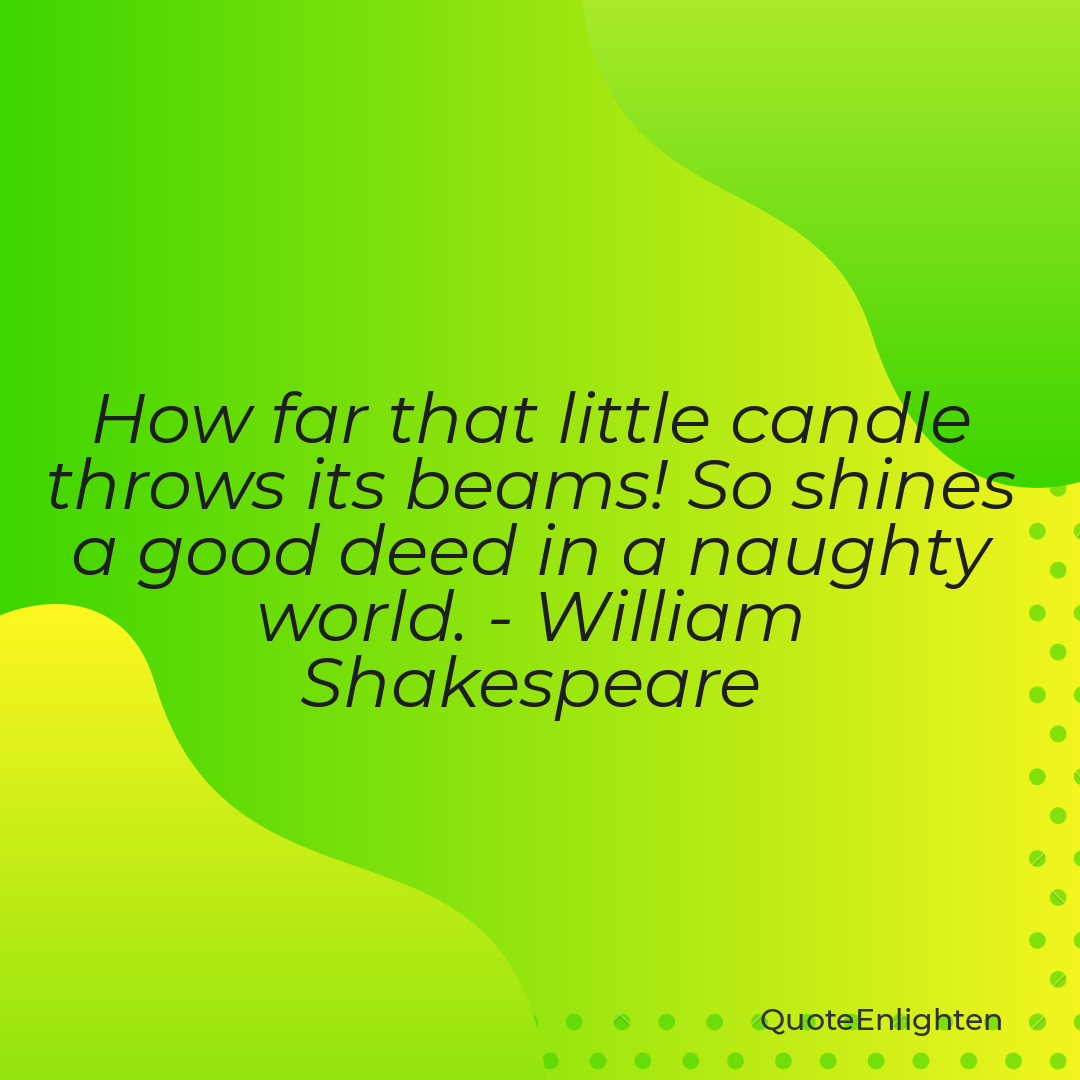 How far that little candle
throws its beams! So shines
a good deed in a naughty
world. - William
Shakespeare
QuoteEnlighten